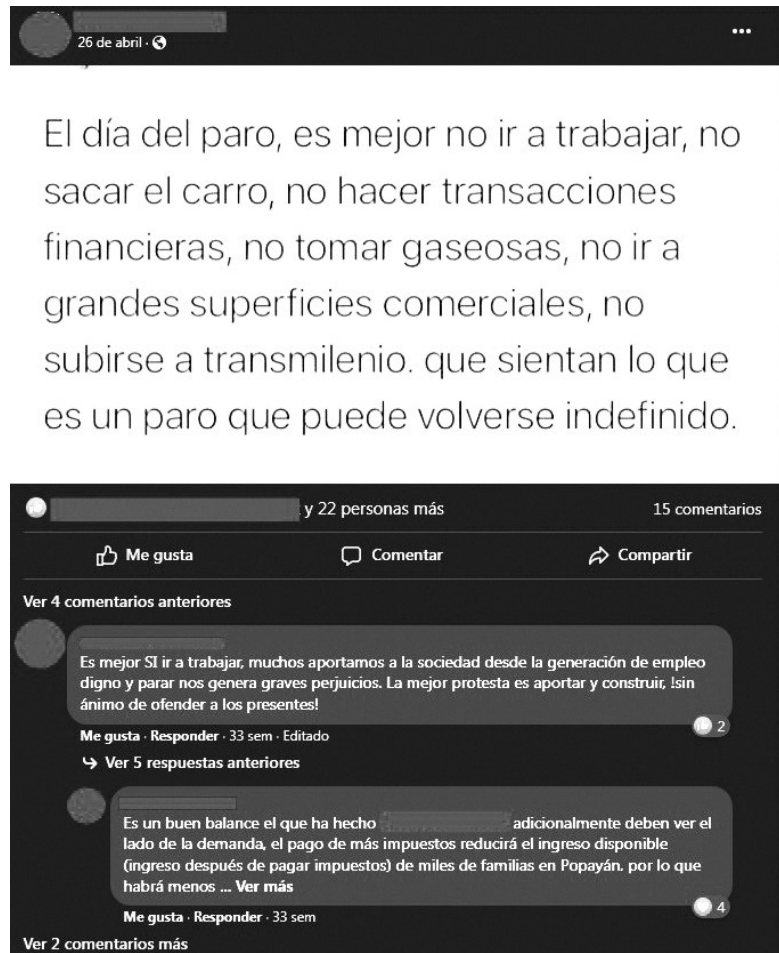 26 de abril ·
El día del paro, es mejor no ir a trabajar, no
sacar el carro, no hacer transacciones
financieras, no tomar gaseosas, no ir a
grandes superficies comerciales, no
subirse a transmilenio. que sientan lo que
es un paro que puede volverse indefinido.
y 22 personas más 15 comentarios
Me gusta Comentar Compartir
Ver 4 comentarios anteriores
Es mejor SI ir a trabajar, muchos aportamos a la sociedad desde la generación de empleo
digno y parar nos genera graves perjuicios. La mejor protesta es aportar y construir, !sin
ánimo de ofender a los presentes!
2
Me gusta · Responder · 33 sem · Editado
Ver 5 respuestas anteriores
Es un buen balance el que ha hecho adicionalmente deben ver el
lado de la demanda, el pago de más impuestos reducirá el ingreso disponible
(ingreso después de pagar impuestos) de miles de familias en Popayán. por lo que
habrá menos ... Ver más
4
Me gusta · Responder · 33 sem
Ver 2 comentarios más